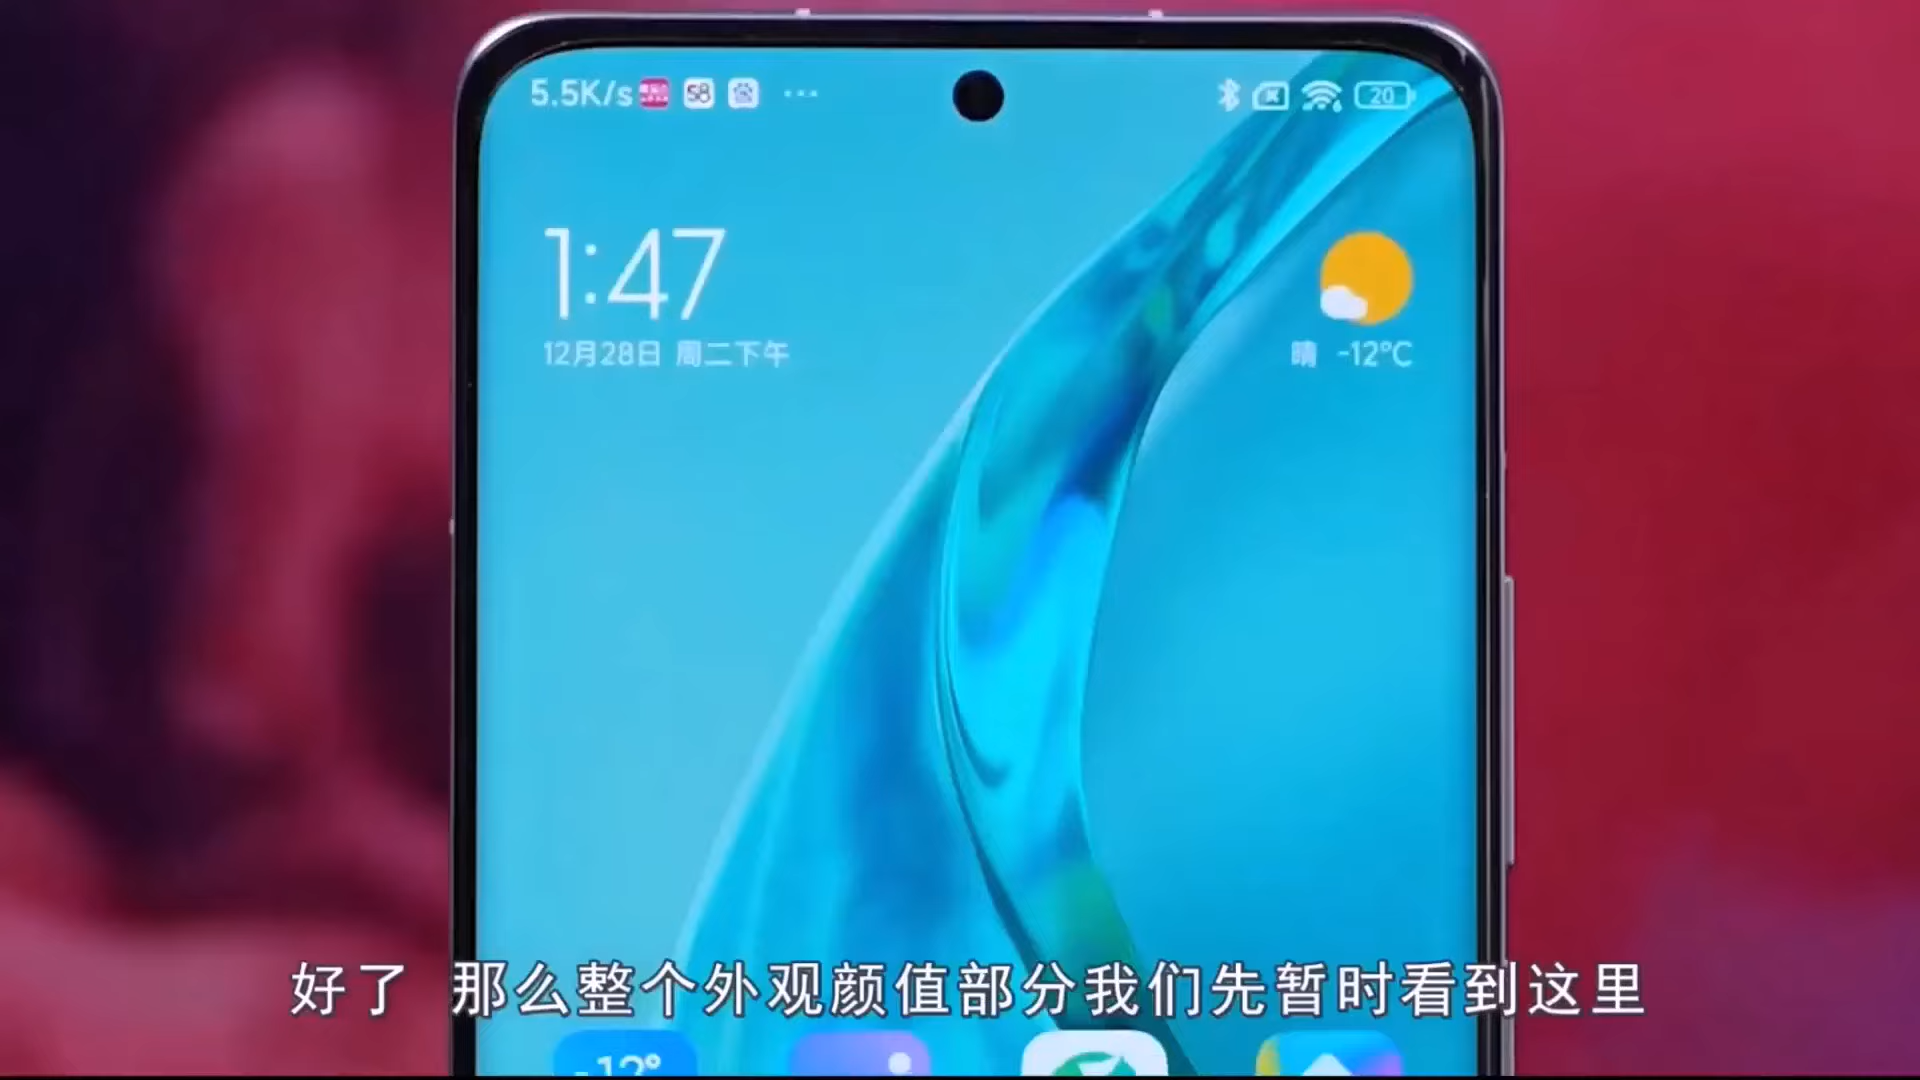 5.5K/s 58 20
1:47
12月28日 周二下午
晴 -12°C
好了 那么整个外观颜值部分我们先暂时看到这里
-12°